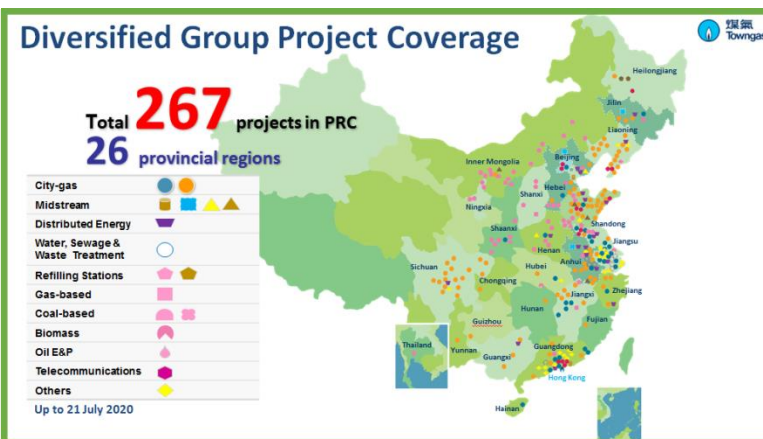 Diversified Group Project Coverage
煤氣
Towngas
Total 267 projects in PRC
26 provincial regions
City-gas
Midstream
Distributed Energy
Water, Sewage &
Waste Treatment
Refilling Stations
Gas-based
Coal-based
Biomass
Oil E&P
Telecommunications
Others
Up to 21 July 2020
Heilongjiang
Jilin
Liaoning
Inner Mongolia
Beijing
Hebei
Shanxi
Ningxia
Shandong
Shaanxi
Jiangsu
Henan
Anhui
Sichuan
Hubei
Chongqing
Zhejiang
Jiangxi
Hunan
Guizhou
Fujian
Thailand
Yunnan
Guangxi
Guangdong
Hong Kong
Hainan